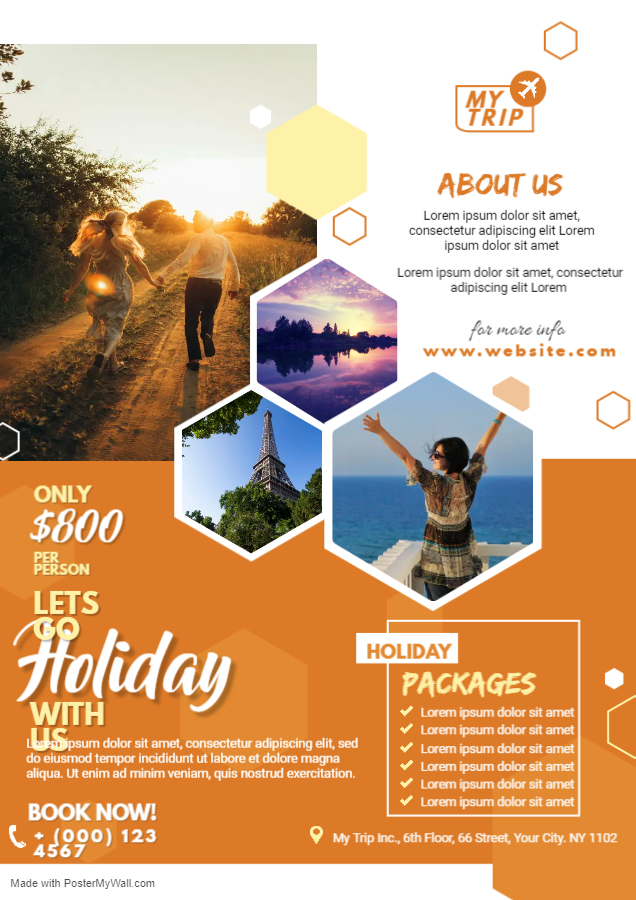 MY
TRIP
ABOUT US
Lorem ipsum dolor sit amet,
consectetur adipiscing elit Lorem
ipsum dolor sit amet
Lorem ipsum dolor sit amet, consectetur
adipiscing elit Lorem
for more info
www.website.com
ONLY
$800
PER
PERSON
LETS
GO
Holiday
WITH
US
Lorem ipsum dolor sit amet, consectetur adipiscing elit, sed
do eiusmod tempor incididunt ut labore et dolore magna
aliqua. Ut enim ad minim veniam, quis nostrud exercitation.
BOOK NOW!
+ (000) 123
4567
HOLIDAY
PACKAGES
Lorem ipsum dolor sit amet
Lorem ipsum dolor sit amet
Lorem ipsum dolor sit amet
Lorem ipsum dolor sit amet
Lorem ipsum dolor sit amet
Lorem ipsum dolor sit amet
My Trip Inc., 6th Floor, 66 Street, Your City. NY 1102
Made with PosterMyWall.com